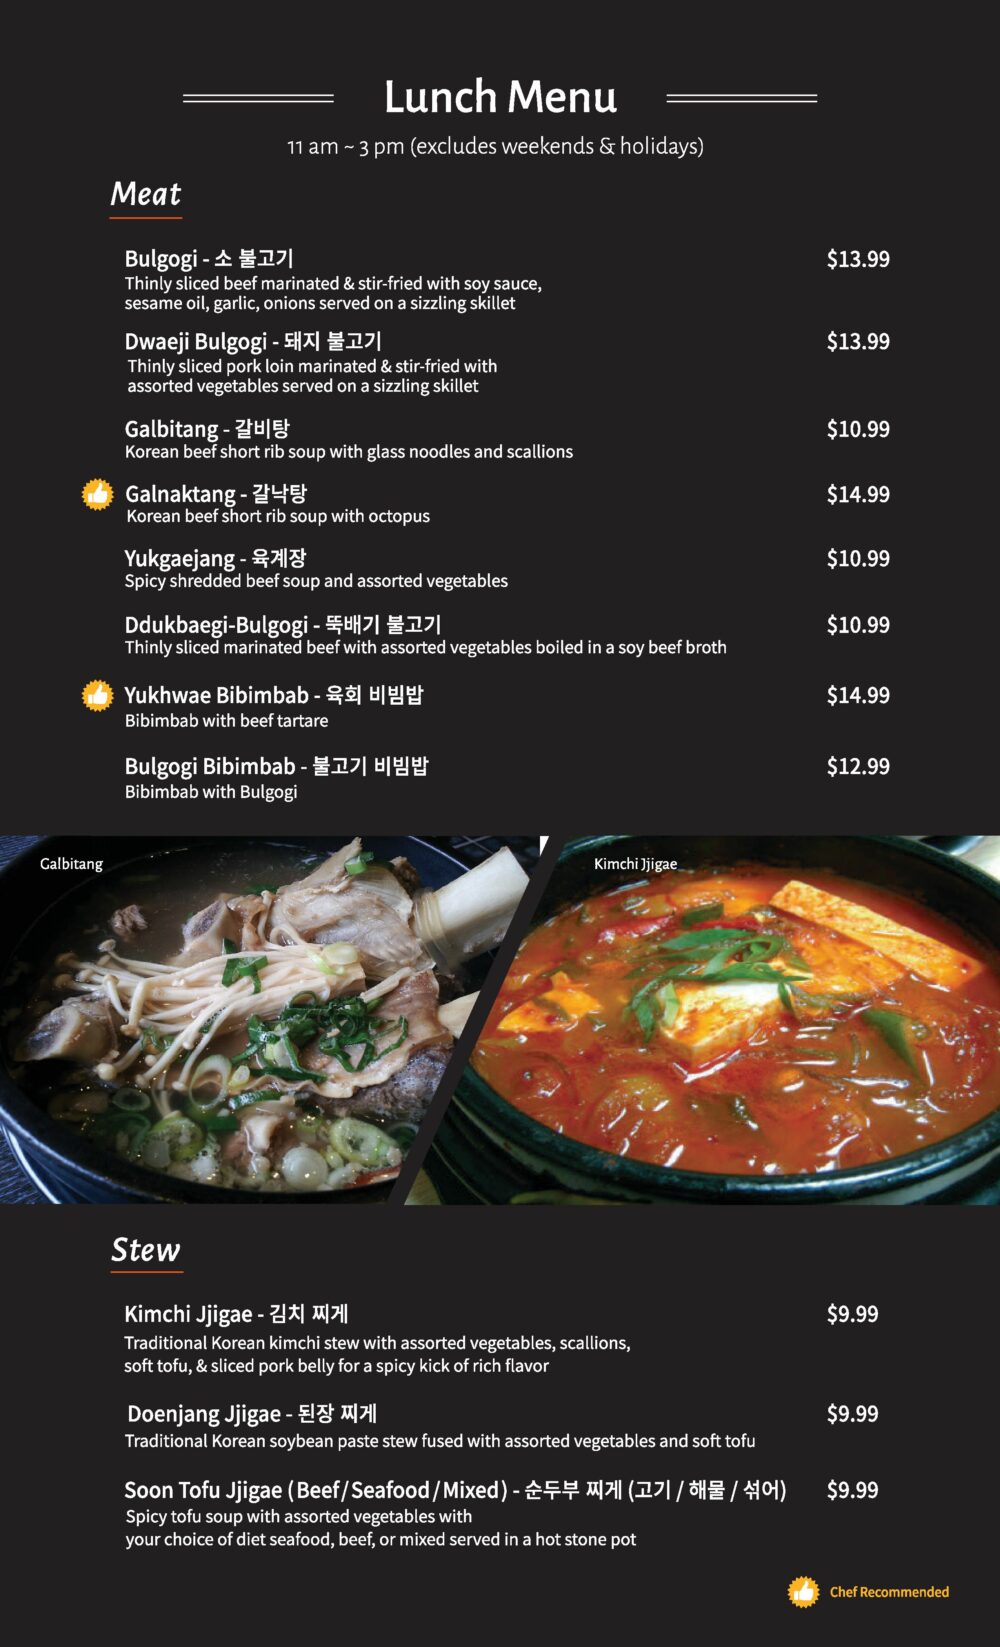 Lunch Menu
11 am ~ 3 pm (excludes weekends & holidays)
Meat
Bulgogi - 소 불고기 $13.99
Thinly sliced beef marinated & stir-fried with soy sauce,
sesame oil, garlic, onions served on a sizzling skillet
Dwaeji Bulgogi - 돼지 불고기 $13.99
Thinly sliced pork loin marinated & stir-fried with
assorted vegetables served on a sizzling skillet
Galbitang - 갈비탕 $10.99
Korean beef short rib soup with glass noodles and scallions
Galnaktang - 갈낙탕 $14.99
Korean beef short rib soup with octopus
Yukgaejang - 육계장 $10.99
Spicy shredded beef soup and assorted vegetables
Ddukbaegi-Bulgogi - 뚝배기 불고기 $10.99
Thinly sliced marinated beef with assorted vegetables boiled in a soy beef broth
Yukhwae Bibimbab - 육회 비빔밥 $14.99
Bibimbab with beef tartare
Bulgogi Bibimbab - 불고기 비빔밥 $12.99
Bibimbab with Bulgogi
Galbitang
Kimchi Jjigae
Stew
Kimchi Jjigae - 김치 찌게 $9.99
Traditional Korean kimchi stew with assorted vegetables, scallions,
soft tofu, & sliced pork belly for a spicy kick of rich flavor
Doenjang Jjigae - 된장 찌게 $9.99
Traditional Korean soybean paste stew fused with assorted vegetables and soft tofu
Soon Tofu Jjigae (Beef/Seafood/Mixed) - 순두부 찌게 (고기 / 해물 / 섞어) $9.99
Spicy tofu soup with assorted vegetables with
your choice of diet seafood, beef, or mixed served in a hot stone pot
Chef Recommended